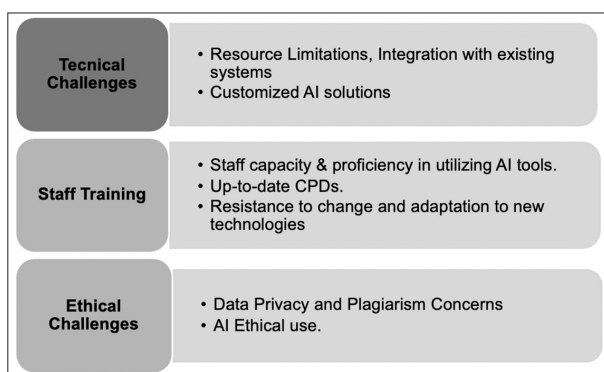 Tecnical
Challenges
• Resource Limitations, Integration with existing
systems
• Customized AI solutions
Staff Training
• Staff capacity & proficiency in utilizing AI tools.
• Up-to-date CPDs.
• Resistance to change and adaptation to new
technologies
Ethical
Challenges
• Data Privacy and Plagiarism Concerns
• AI Ethical use.